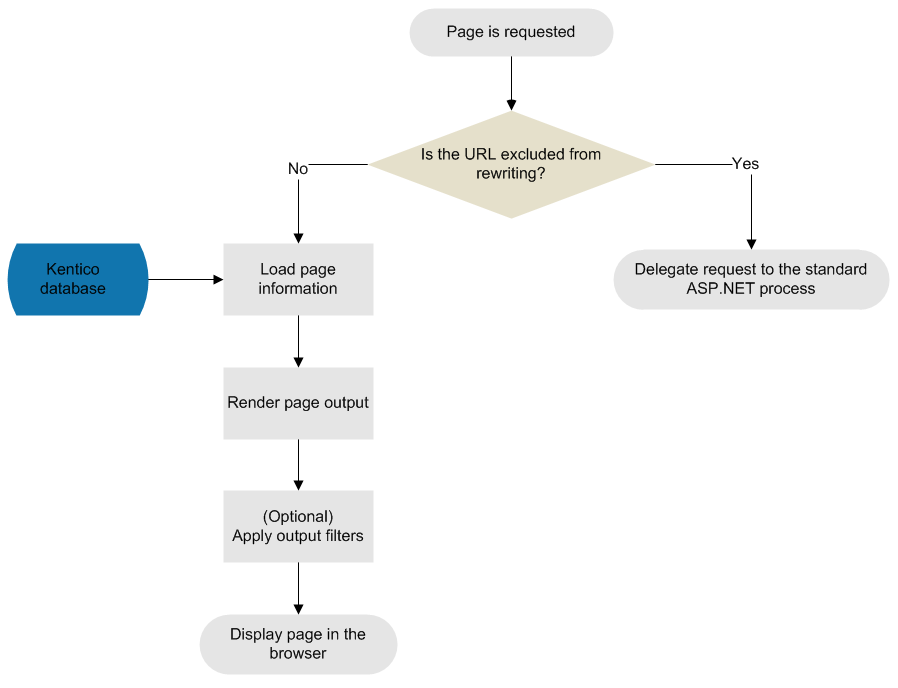 Page is requested
Is the URL excluded from
rewriting?
No
Yes
Kentico
database
Load page
information
Delegate request to the standard
ASP.NET process
Render page output
(Optional)
Apply output filters
Display page in the
browser